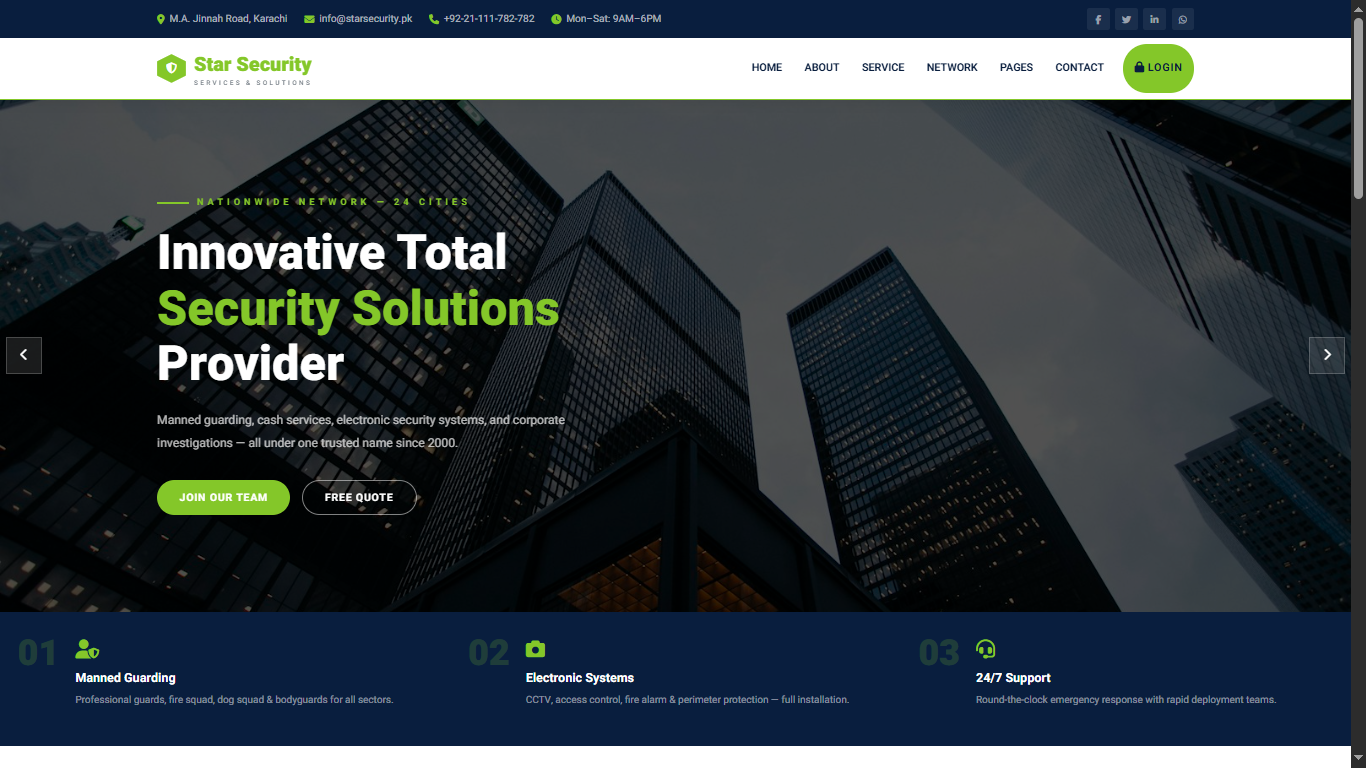 M.A. Jinnah Road, Karachi info@starsecurity.pk +92-21-111-782-782 Mon–Sat: 9AM–6PM
Star Security
SERVICES & SOLUTIONS
HOME ABOUT SERVICE NETWORK PAGES CONTACT LOGIN
NATIONWIDE NETWORK — 24 CITIES
Innovative Total
Security Solutions
Provider
Manned guarding, cash services, electronic security systems, and corporate
investigations — all under one trusted name since 2000.
JOIN OUR TEAM FREE QUOTE
01
Manned Guarding
Professional guards, fire squad, dog squad & bodyguards for all sectors.
02
Electronic Systems
CCTV, access control, fire alarm & perimeter protection — full installation.
03
24/7 Support
Round-the-clock emergency response with rapid deployment teams.